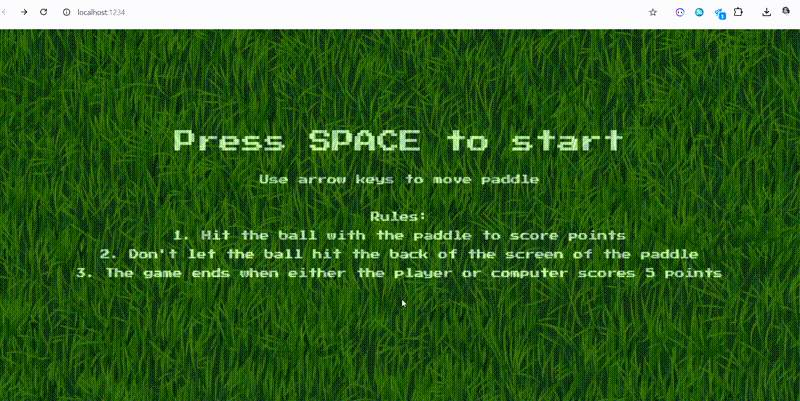 localhost:1234
Press SPACE to start
Use arrow keys to move paddle
Rules:
1. Hit the ball with the paddle to score points
2. Don't let the ball hit the back of the screen of the paddle
3. The game ends when either the player or computer scores 5 points